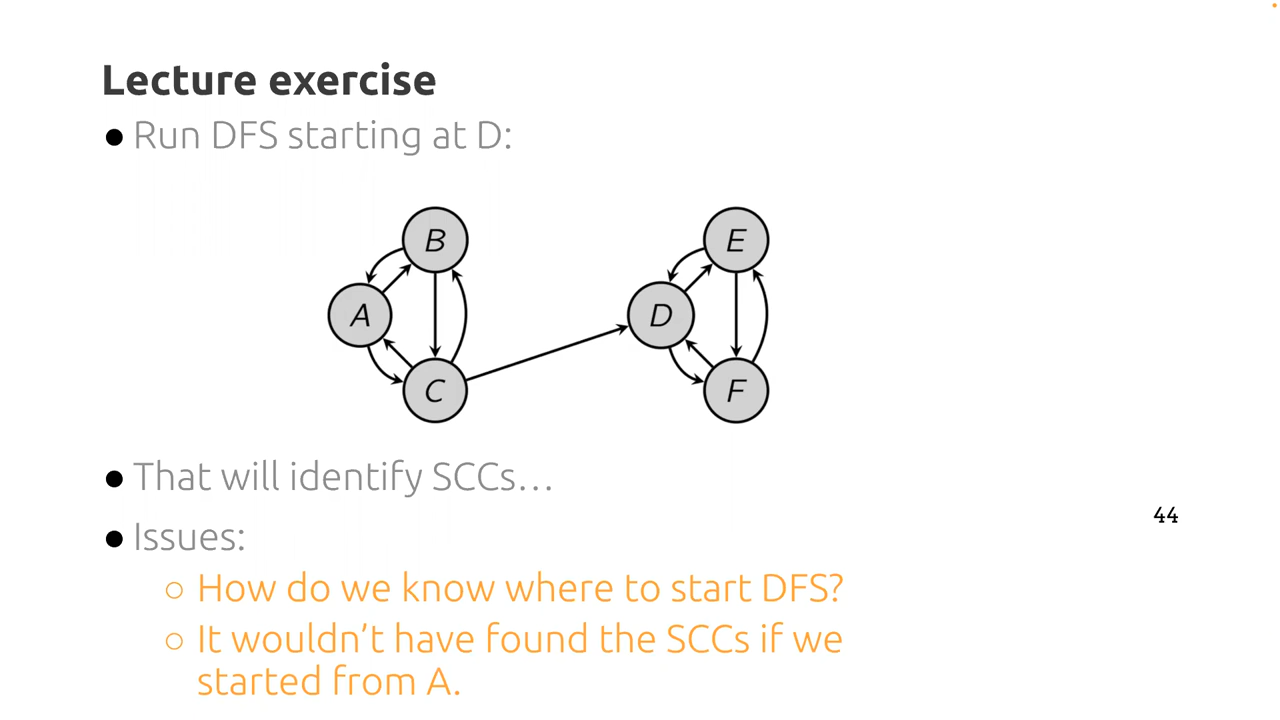 Lecture exercise
● Run DFS starting at D:
B
E
A
D
C
F
● That will identify SCCs…
44
● Issues:
○ How do we know where to start DFS?
○ It wouldn’t have found the SCCs if we
started from A.